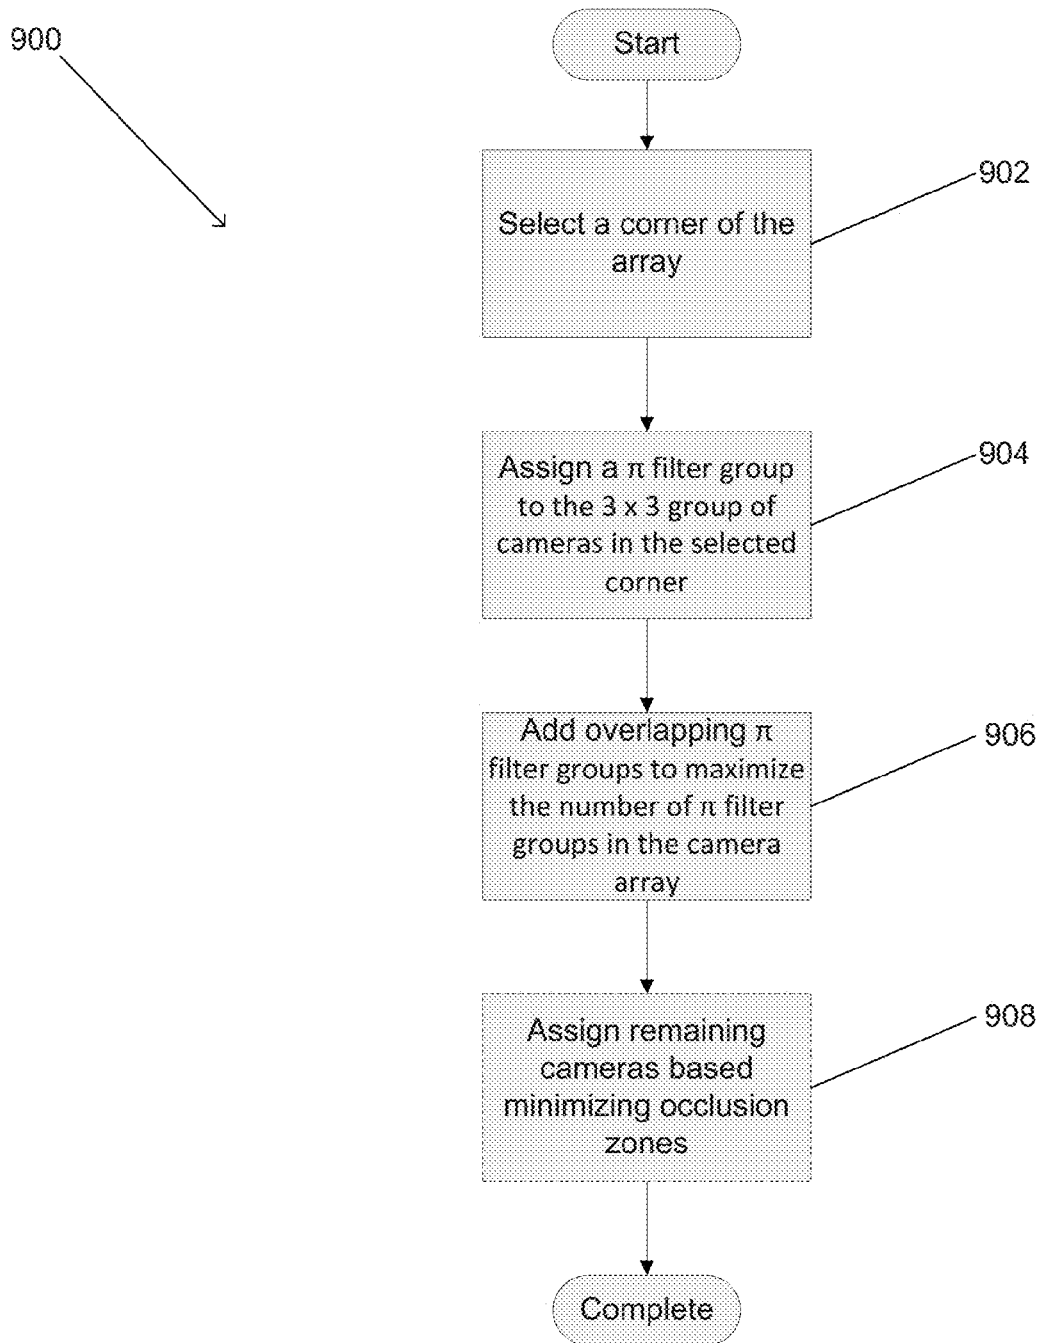 900
Start
902
Select a corner of the
array
904
Assign a π filter group
to the 3 x 3 group of
cameras in the selected
corner
906
Add overlapping π
filter groups to maximize
the number of π filter
groups in the camera
array
908
Assign remaining
cameras based
minimizing occlusion
zones
Complete